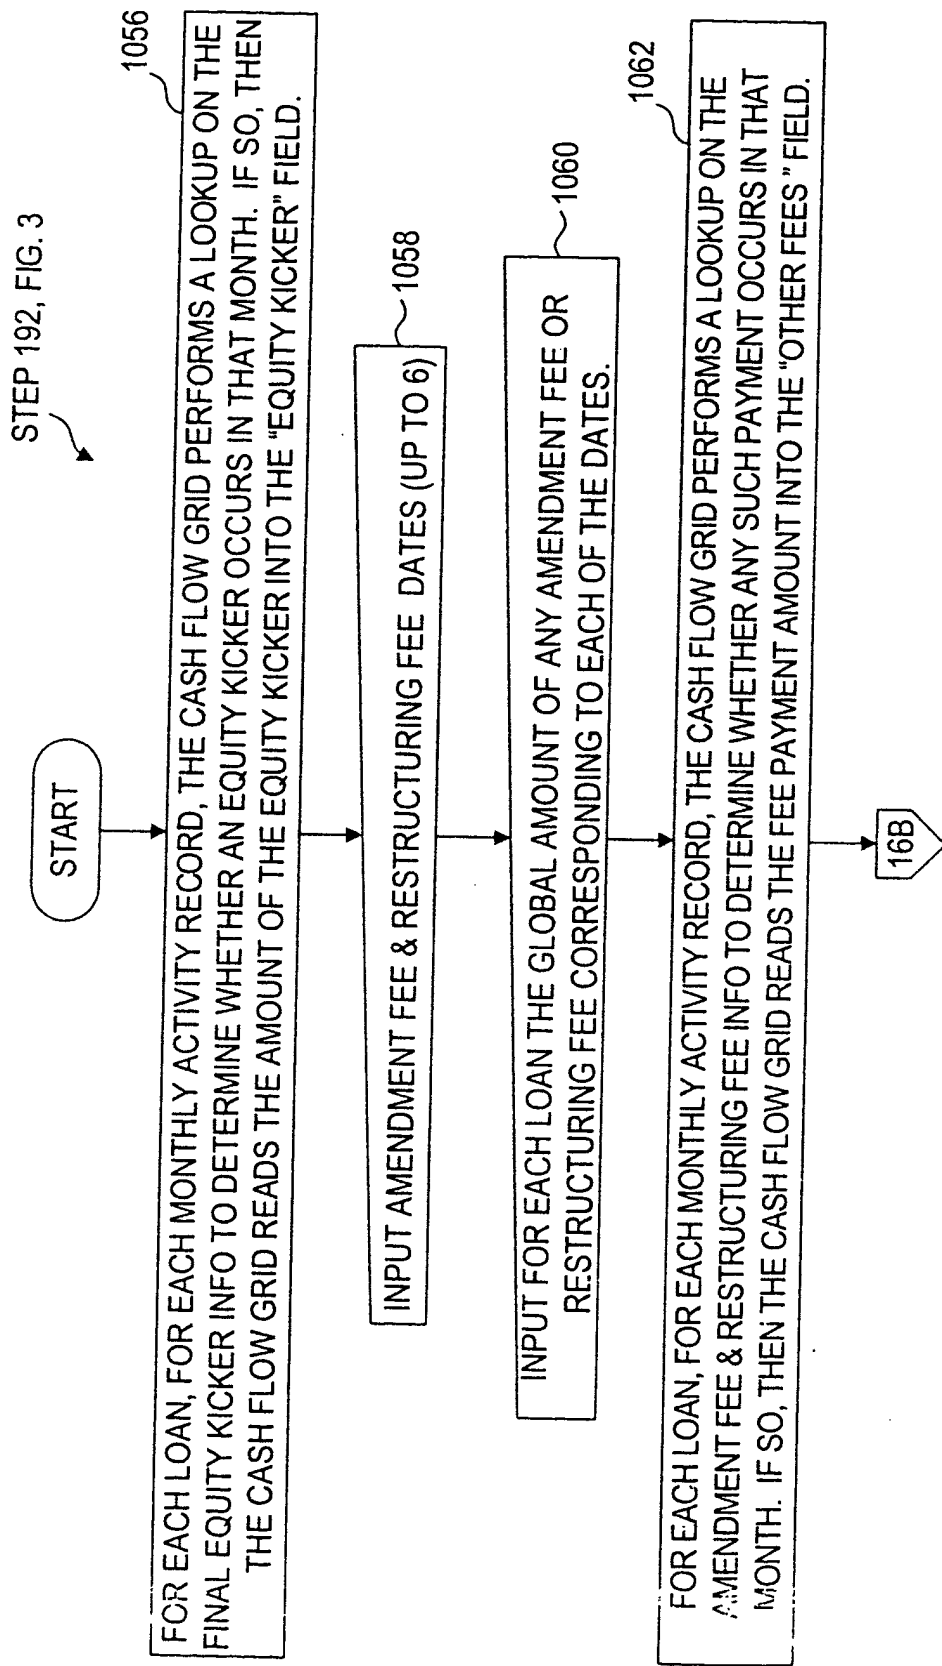 STEP 192, FIG. 3
START
1056
FOR EACH LOAN, FOR EACH MONTHLY ACTIVITY RECORD, THE CASH FLOW GRID PERFORMS A LOOKUP ON THE
FINAL EQUITY KICKER INFO TO DETERMINE WHETHER AN EQUITY KICKER OCCURS IN THAT MONTH. IF SO, THEN
THE CASH FLOW GRID READS THE AMOUNT OF THE EQUITY KICKER INTO THE "EQUITY KICKER" FIELD.
1058
INPUT AMENDMENT FEE & RESTRUCTURING FEE DATES (UP TO 6)
1060
INPUT FOR EACH LOAN THE GLOBAL AMOUNT OF ANY AMENDMENT FEE OR
RESTRUCTURING FEE CORRESPONDING TO EACH OF THE DATES.
1062
FOR EACH LOAN, FOR EACH MONTHLY ACTIVITY RECORD, THE CASH FLOW GRID PERFORMS A LOOKUP ON THE
AMENDMENT FEE & RESTRUCTURING FEE INFO TO DETERMINE WHETHER ANY SUCH PAYMENT OCCURS IN THAT
MONTH. IF SO, THEN THE CASH FLOW GRID READS THE FEE PAYMENT AMOUNT INTO THE "OTHER FEES" FIELD.
16B